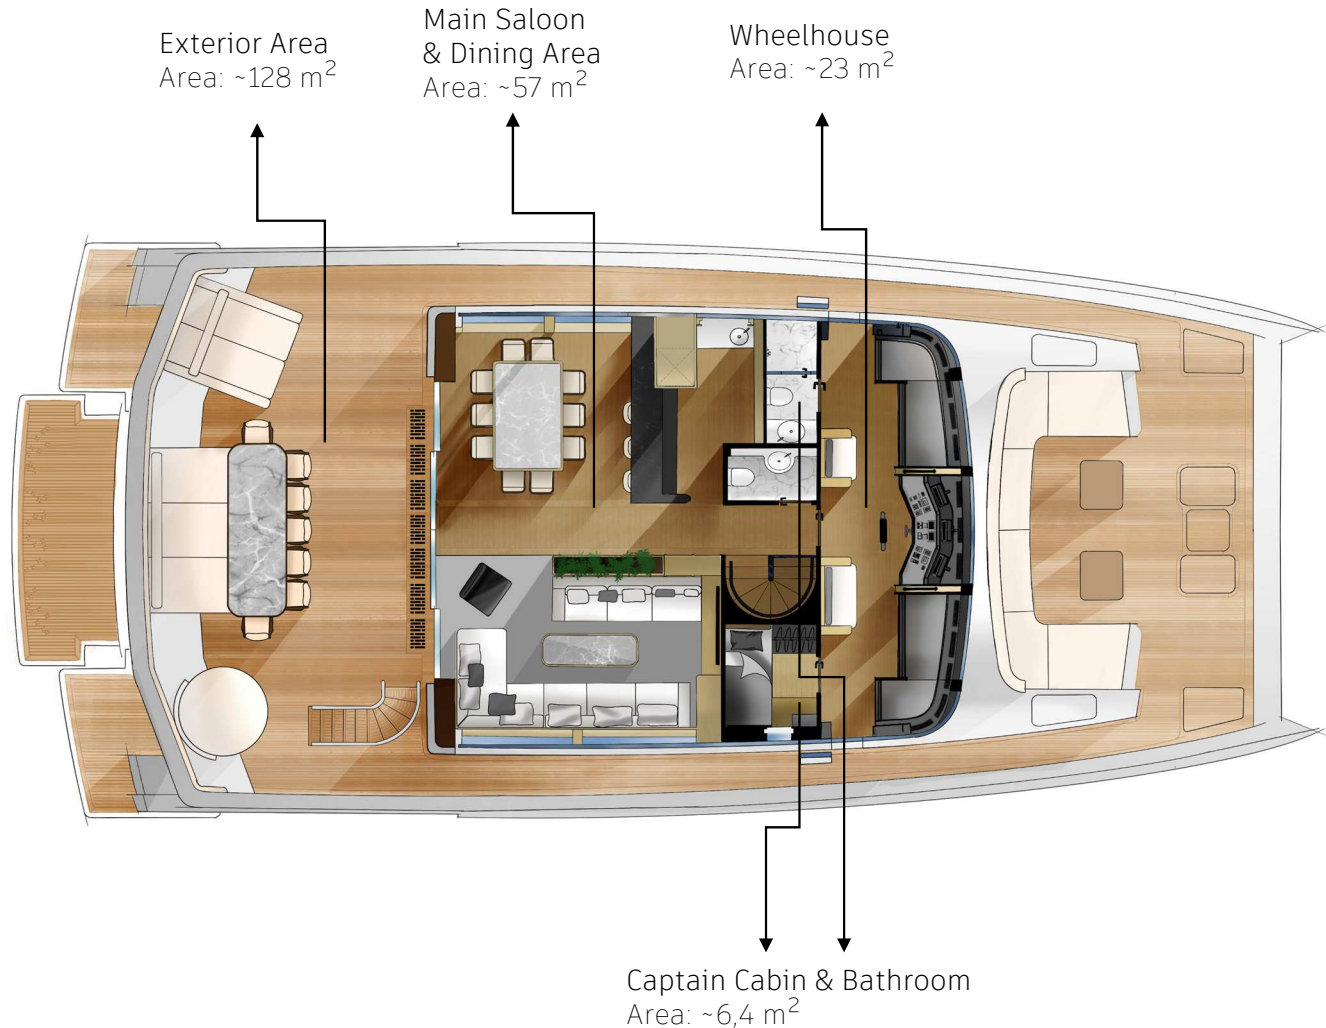 Exterior Area
Area: ~128 m²
Main Saloon
& Dining Area
Area: ~57 m²
Wheelhouse
Area: ~23 m²
Captain Cabin & Bathroom
Area: ~6,4 m²